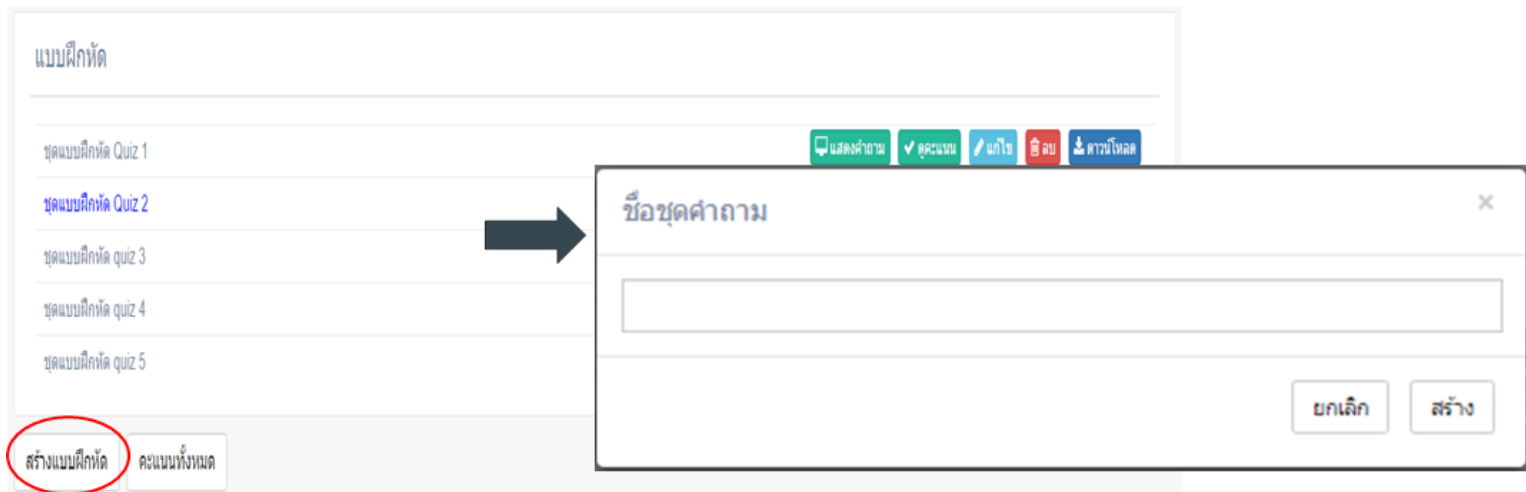 แบบฝึกหัด
ชุดแบบฝึกหัด Quiz 1
แสดงคำถาม ดูคะแนน แก้ไข ลบ ดาวน์โหลด
ชุดแบบฝึกหัด Quiz 2
ชุดแบบฝึกหัด quiz 3
ชุดแบบฝึกหัด quiz 4
ชุดแบบฝึกหัด quiz 5
สร้างแบบฝึกหัด คะแนนทั้งหมด
ชื่อชุดคำถาม ×
ยกเลิก สร้าง